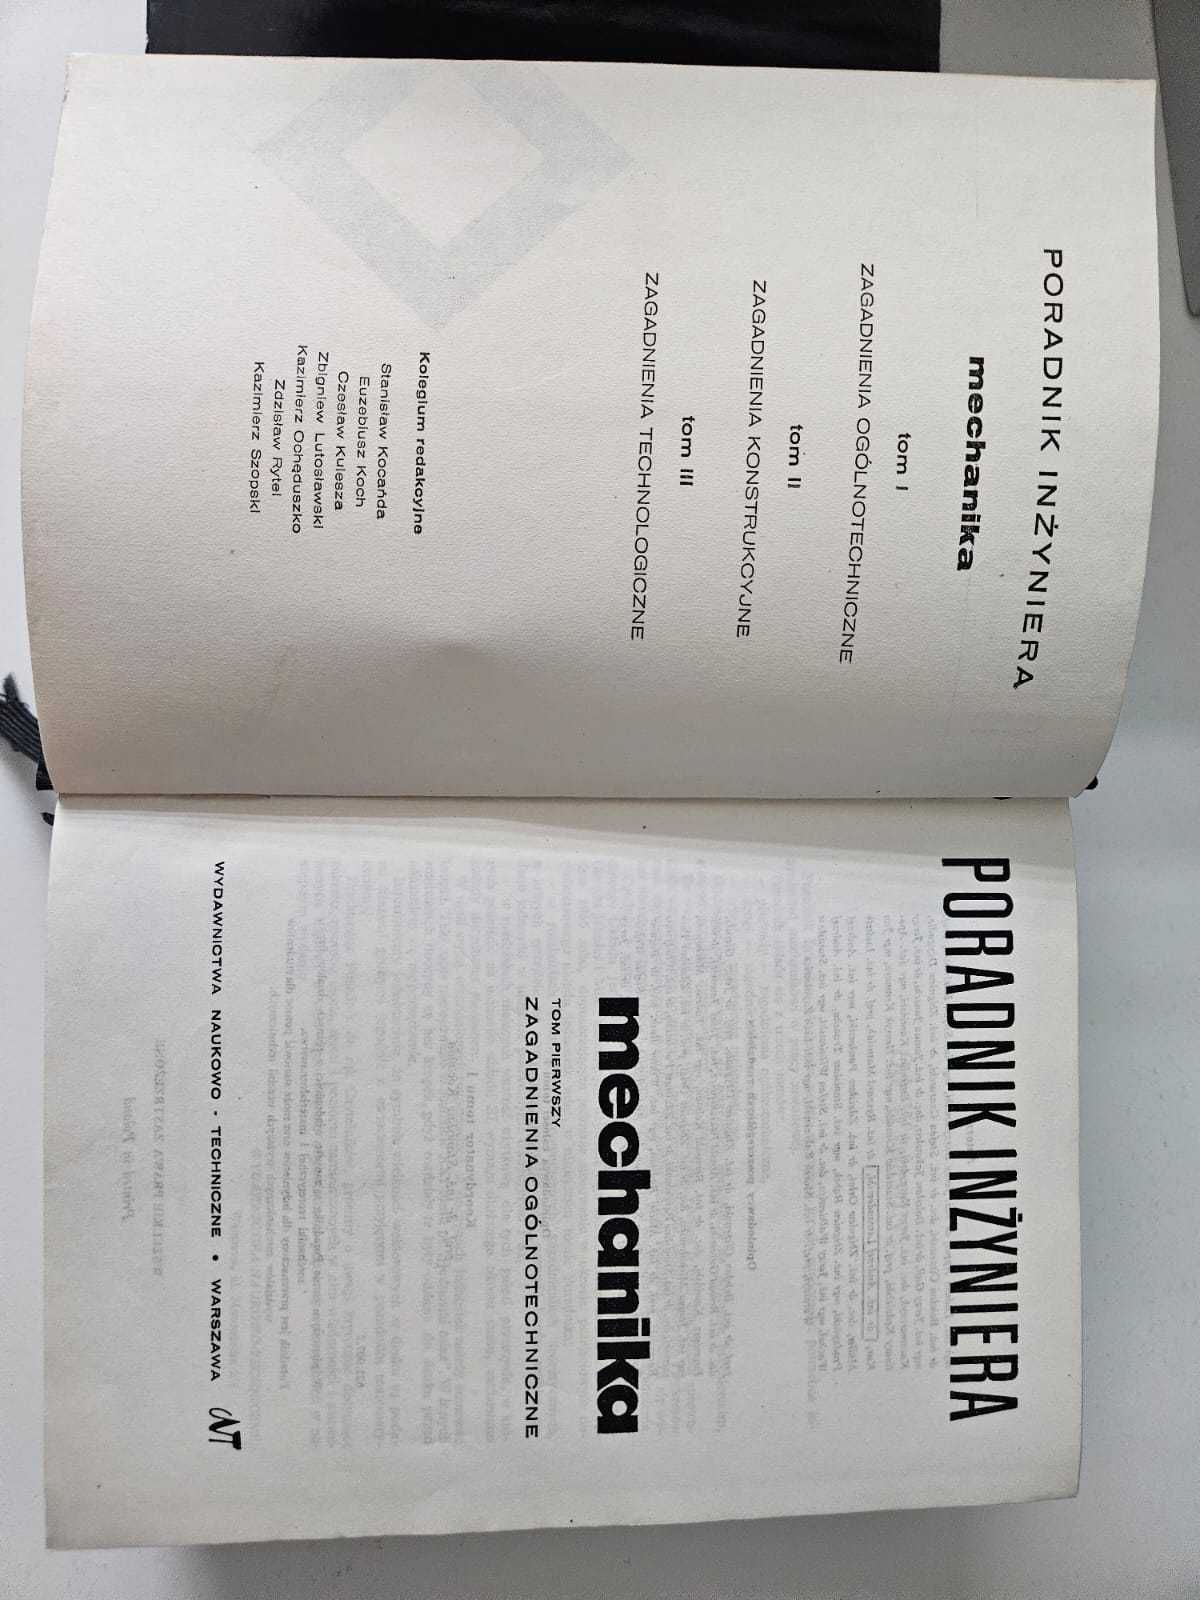 PORADNIK INŻYNIERA
mechanika
tom I
ZAGADNIENIA OGÓLNOTECHNICZNE
tom II
ZAGADNIENIA KONSTRUKCYJNE
tom III
ZAGADNIENIA TECHNOLOGICZNE
Kolegium redakcyjne
Stanisław Kocańda
Euzebiusz Koch
Czesław Kulesza
Zbigniew Lutosławski
Kazimierz Ochęduszko
Zdzisław Rytel
Kazimierz Szopski
PORADNIK INŻYNIERA
mechanika
TOM PIERWSZY
ZAGADNIENIA OGÓLNOTECHNICZNE
WYDAWNICTWA NAUKOWO - TECHNICZNE • WARSZAWA WNT